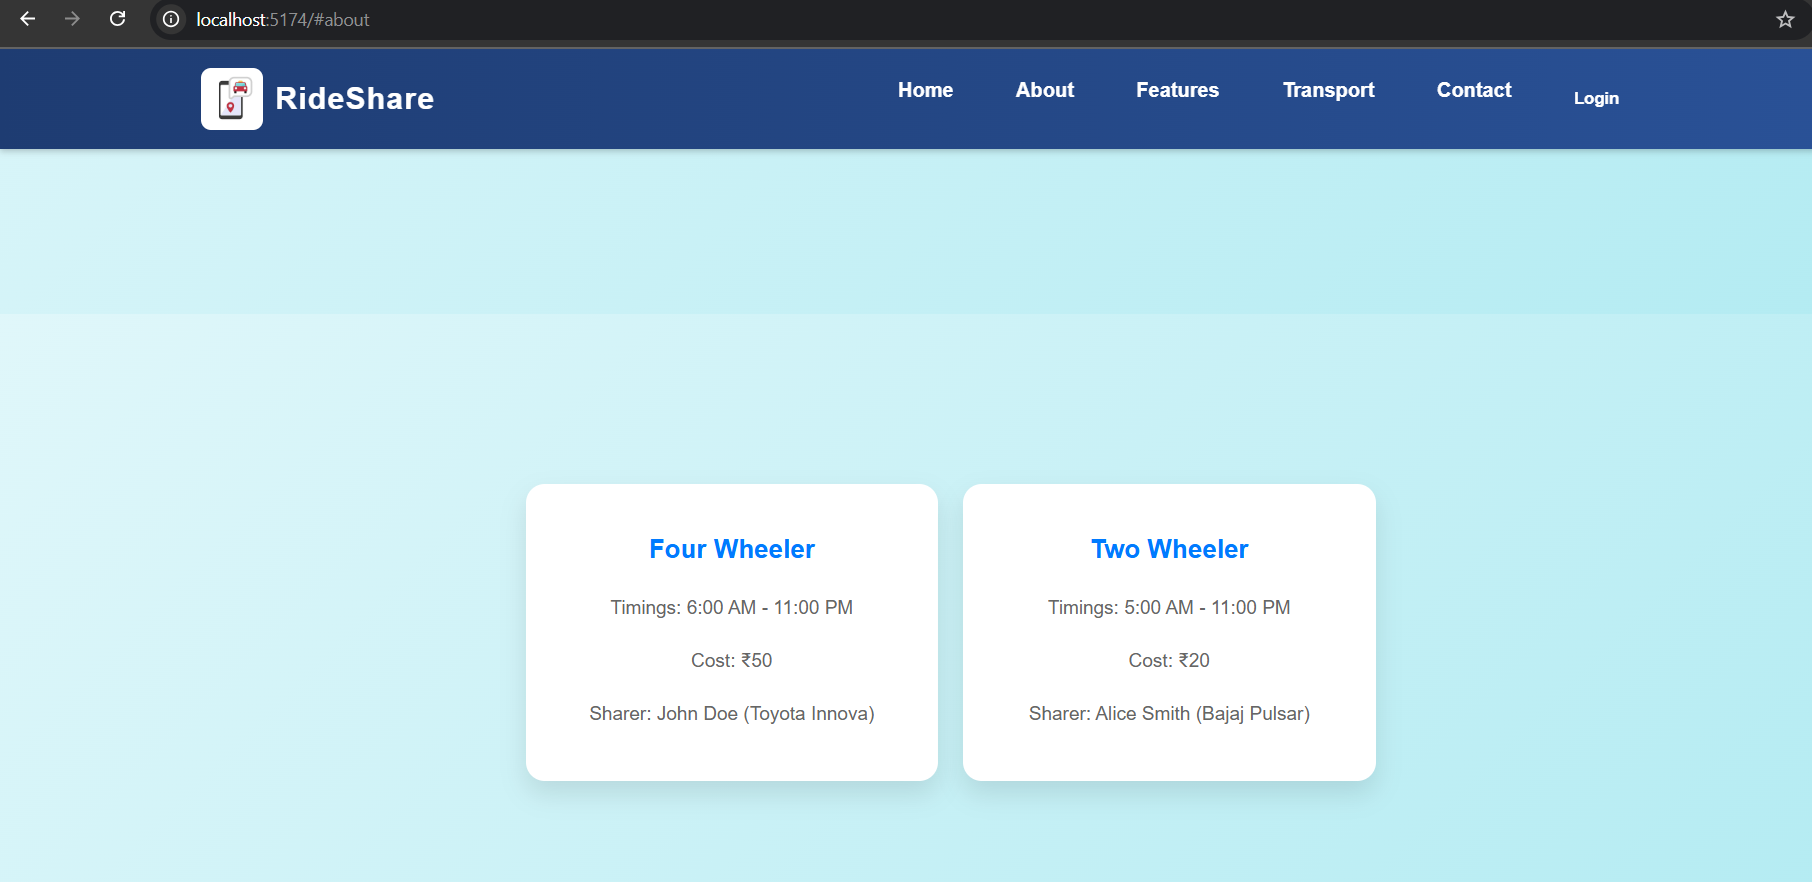 localhost:5174/#about
RideShare
Home About Features Transport Contact Login
Four Wheeler
Timings: 6:00 AM - 11:00 PM
Cost: ₹50
Sharer: John Doe (Toyota Innova)
Two Wheeler
Timings: 5:00 AM - 11:00 PM
Cost: ₹20
Sharer: Alice Smith (Bajaj Pulsar)